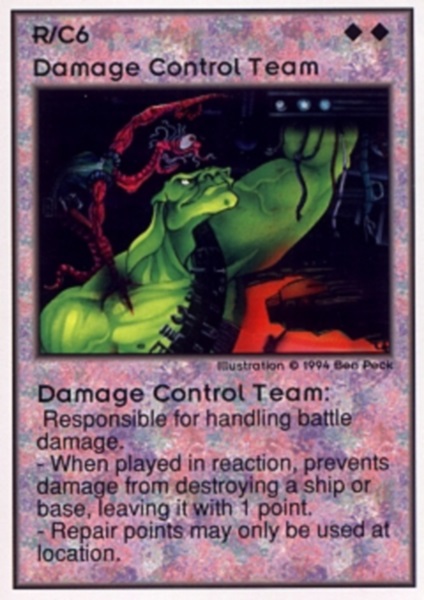 R/C6
Damage Control Team
Illustration © 1994 Ben Peck
Damage Control Team:
Responsible for handling battle
damage.
- When played in reaction, prevents
damage from destroying a ship or
base, leaving it with 1 point.
- Repair points may only be used at
location.